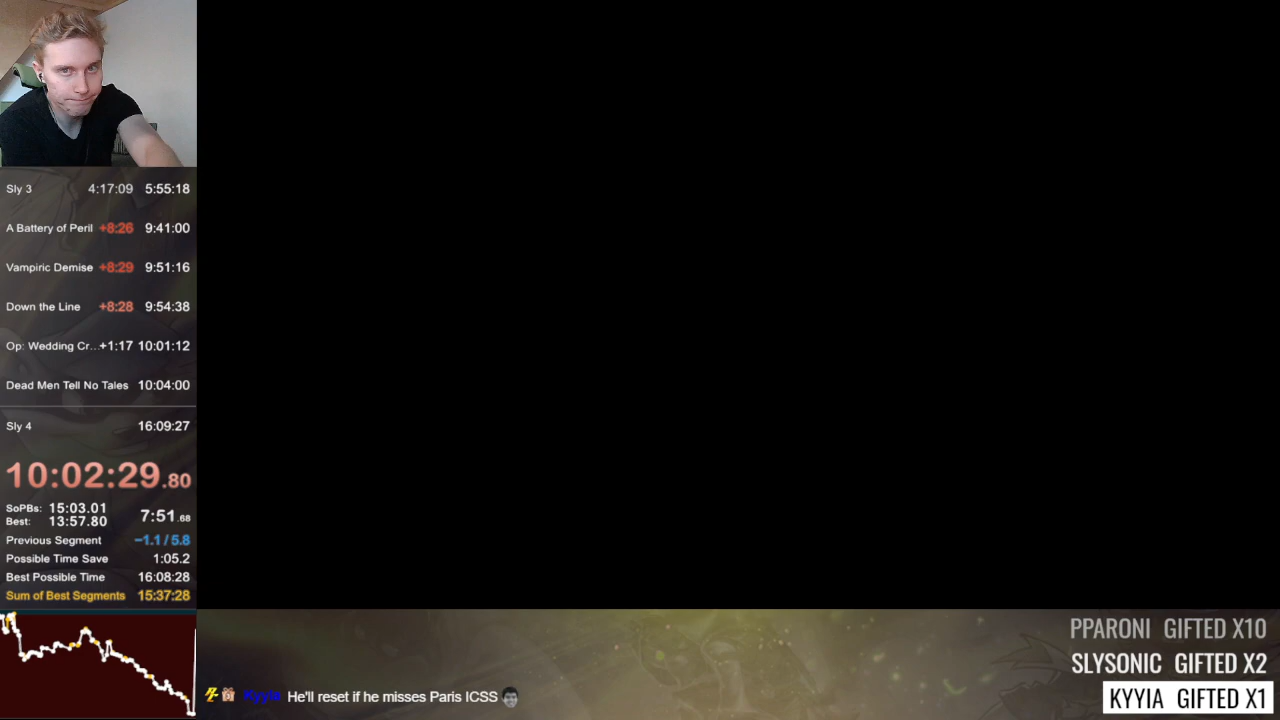 Sly 3 4:17:09 5:55:18
A Battery of Peril +8:26 9:41:00
Vampiric Demise +8:29 9:51:16
Down the Line +8:28 9:54:38
Op: Wedding Cr... +1:17 10:01:12
Dead Men Tell No Tales 10:04:00
Sly 4 16:09:27
10:02:29.80
SoPBs: 15:03.01
Best: 13:57.80
7:51.68
Previous Segment −1.1 / 5.8
Possible Time Save 1:05.2
Best Possible Time 16:08:28
Sum of Best Segments 15:37:28
PPARONI GIFTED X10
SLYSONIC GIFTED X2
KYYIA GIFTED X1
Kyyia He'll reset if he misses Paris ICSS